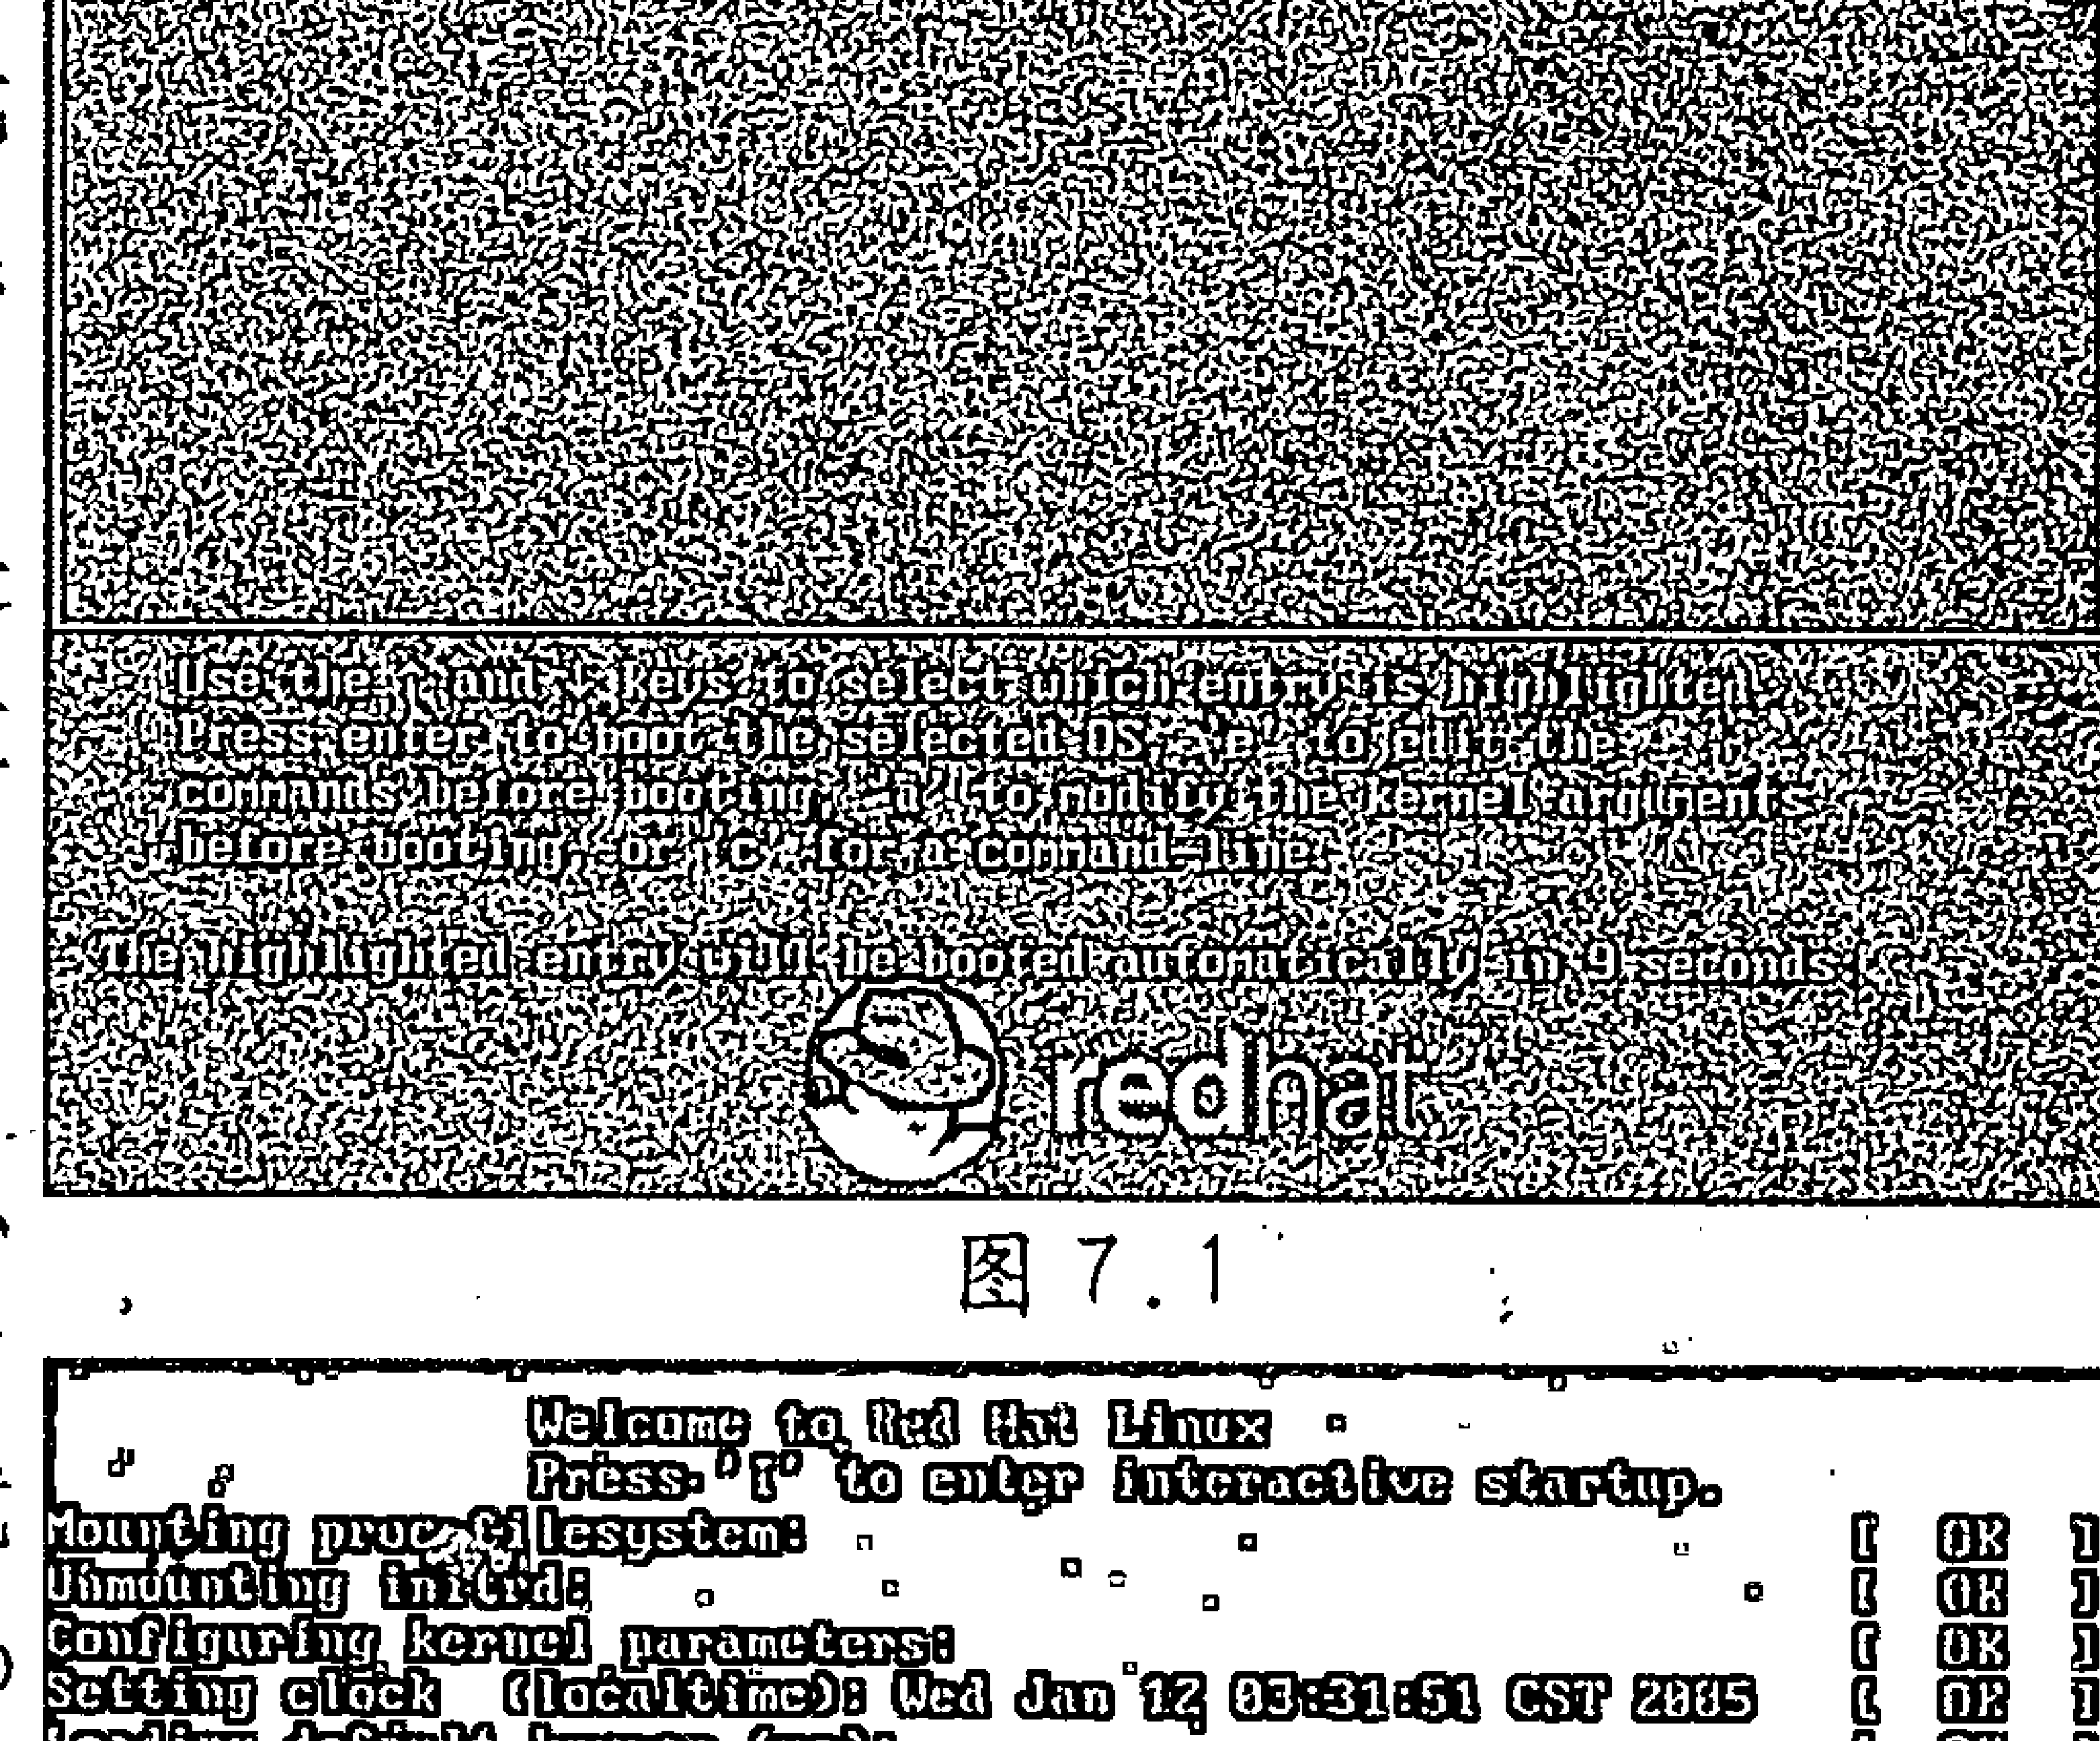 Use the ^ and v keys to select which entry is highlighted.
Press enter to boot the selected OS, 'e' to edit the
commands before booting, 'a' to modify the kernel arguments
before booting, or 'c' for a command-line.
The highlighted entry will be booted automatically in 9 seconds.
redhat
图 7.1
Welcome to Red Hat Linux
Press 'I' to enter interactive startup.
Mounting proc filesystem: [ OK ]
Unmounting initrd: [ OK ]
Configuring kernel parameters: [ OK ]
Setting clock (localtime): Wed Jan 12 03:31:51 CST 2005 [ OK ]